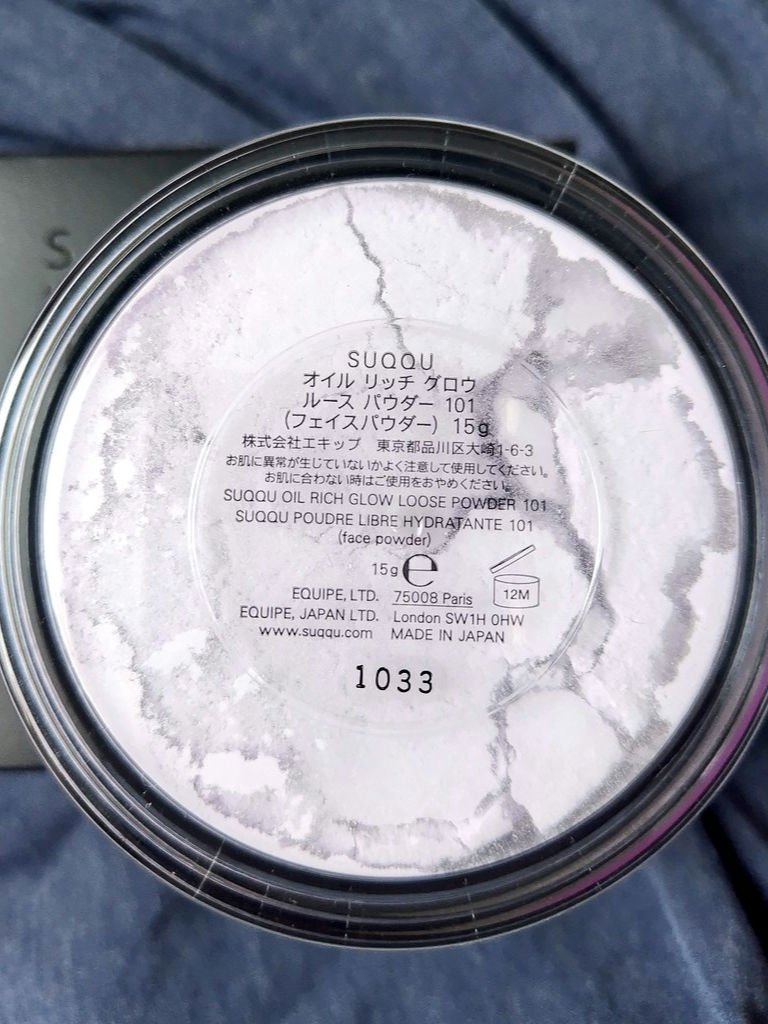 S
SUQQU
オイル リッチ グロウ
ルース パウダー 101
(フェイスパウダー) 15g
株式会社エキップ 東京都品川区大崎1-6-3
お肌に異常が生じていないかよく注意して使用してください。
お肌に合わない時はご使用をおやめください。
SUQQU OIL RICH GLOW LOOSE POWDER 101
SUQQU POUDRE LIBRE HYDRATANTE 101
(face powder)
15g e 12M
EQUIPE, LTD. 75008 Paris
EQUIPE, JAPAN LTD. London SW1H 0HW
www.suqqu.com MADE IN JAPAN
1033